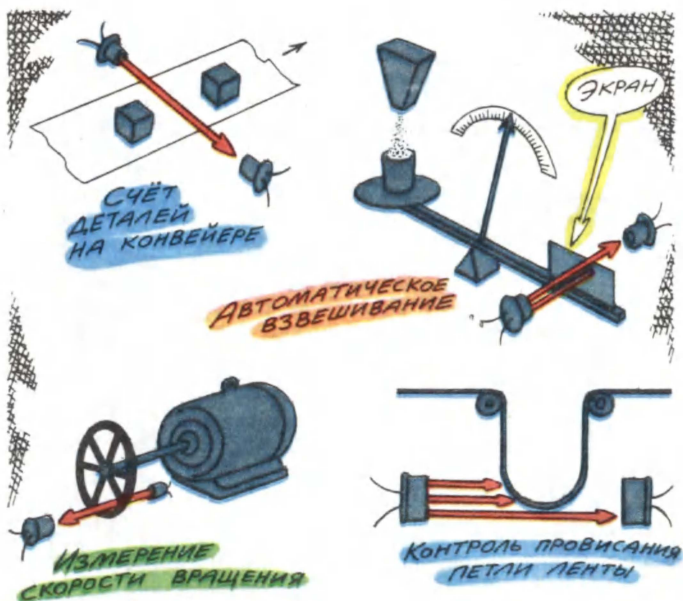 ЭКРАН
СЧЁТ
ДЕТАЛЕЙ
НА КОНВЕЙЕРЕ
АВТОМАТИЧЕСКОЕ
ВЗВЕШИВАНИЕ
ИЗМЕРЕНИЕ
СКОРОСТИ ВРАЩЕНИЯ
КОНТРОЛЬ ПРОВИСАНИЯ
ПЕТЛИ ЛЕНТЫ